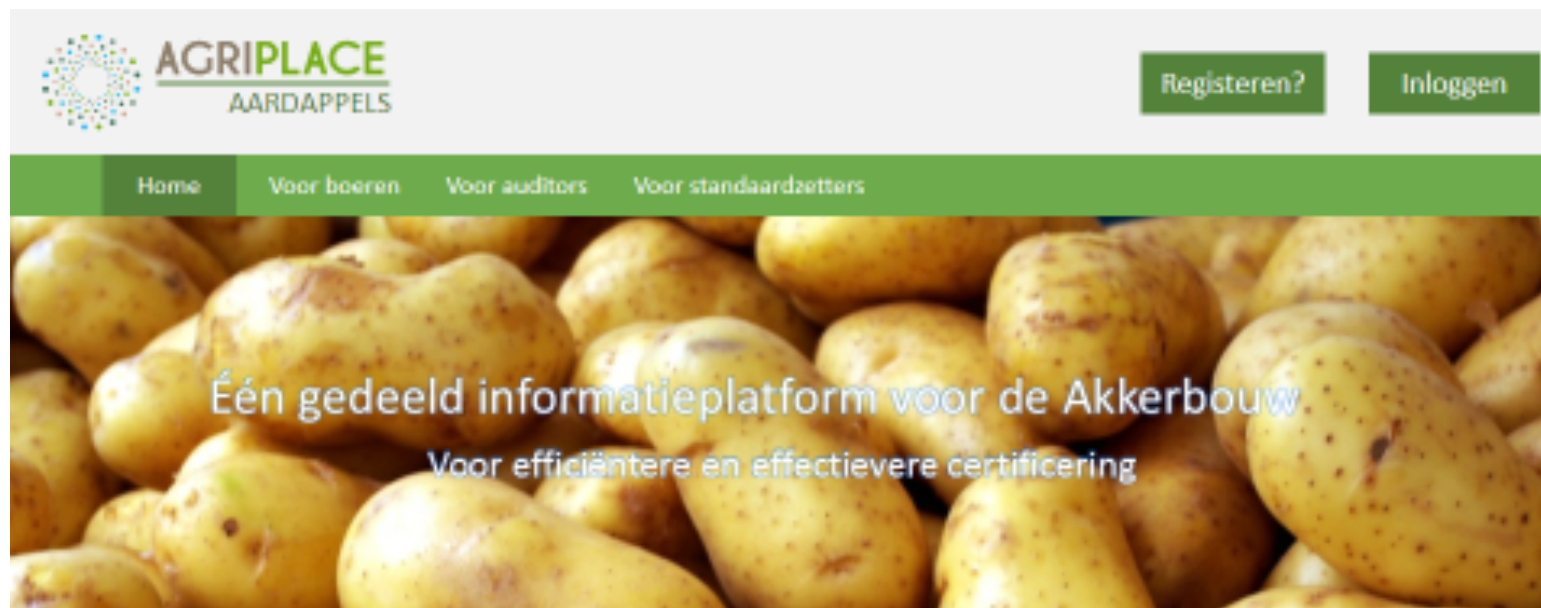 AGRIPLACE
AARDAPPELS
Registeren?
Inloggen
Home
Voor boeren
Voor auditors
Voor standaardzetters
Één gedeeld informatieplatform voor de Akkerbouw
Voor efficiëntere en effectievere certificering